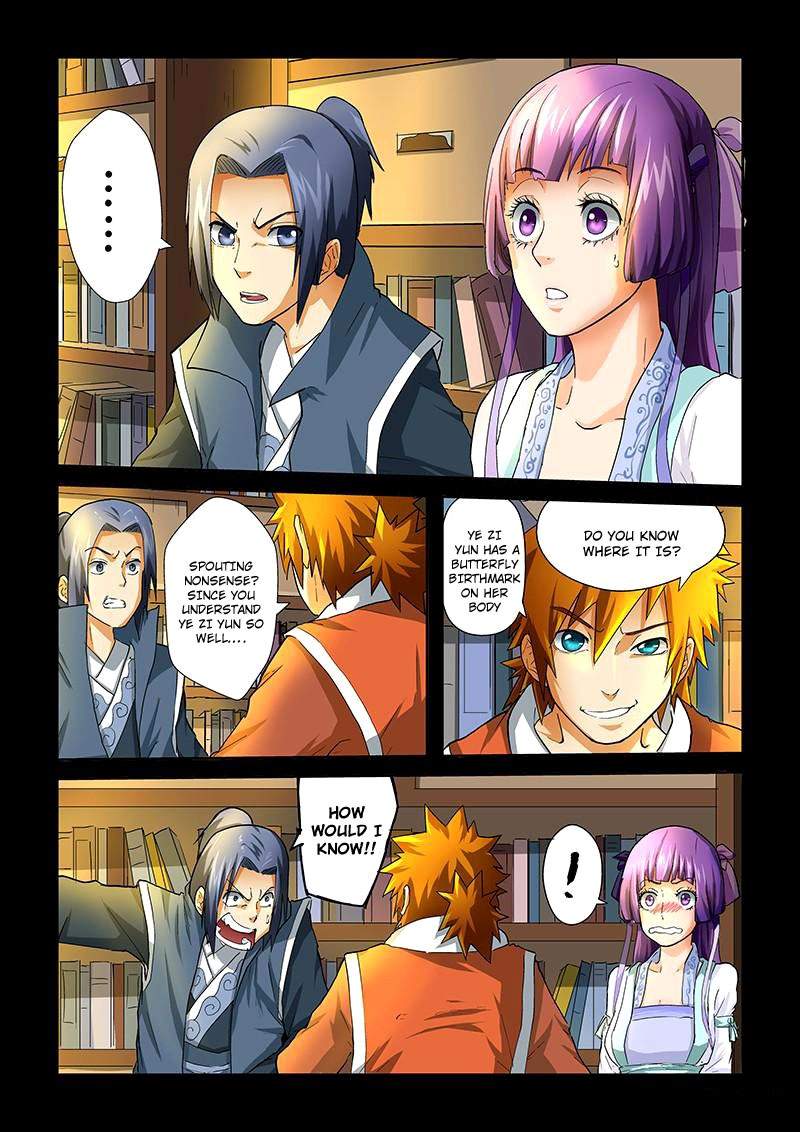 ......
SPOUTING
NONSENSE?
SINCE YOU
UNDERSTAND
YE ZI YUN SO
WELL....
YE ZI
YUN HAS A
BUTTERFLY
BIRTHMARK
ON HER
BODY
DO YOU KNOW
WHERE IT IS?
HOW
WOULD I
KNOW!!
!